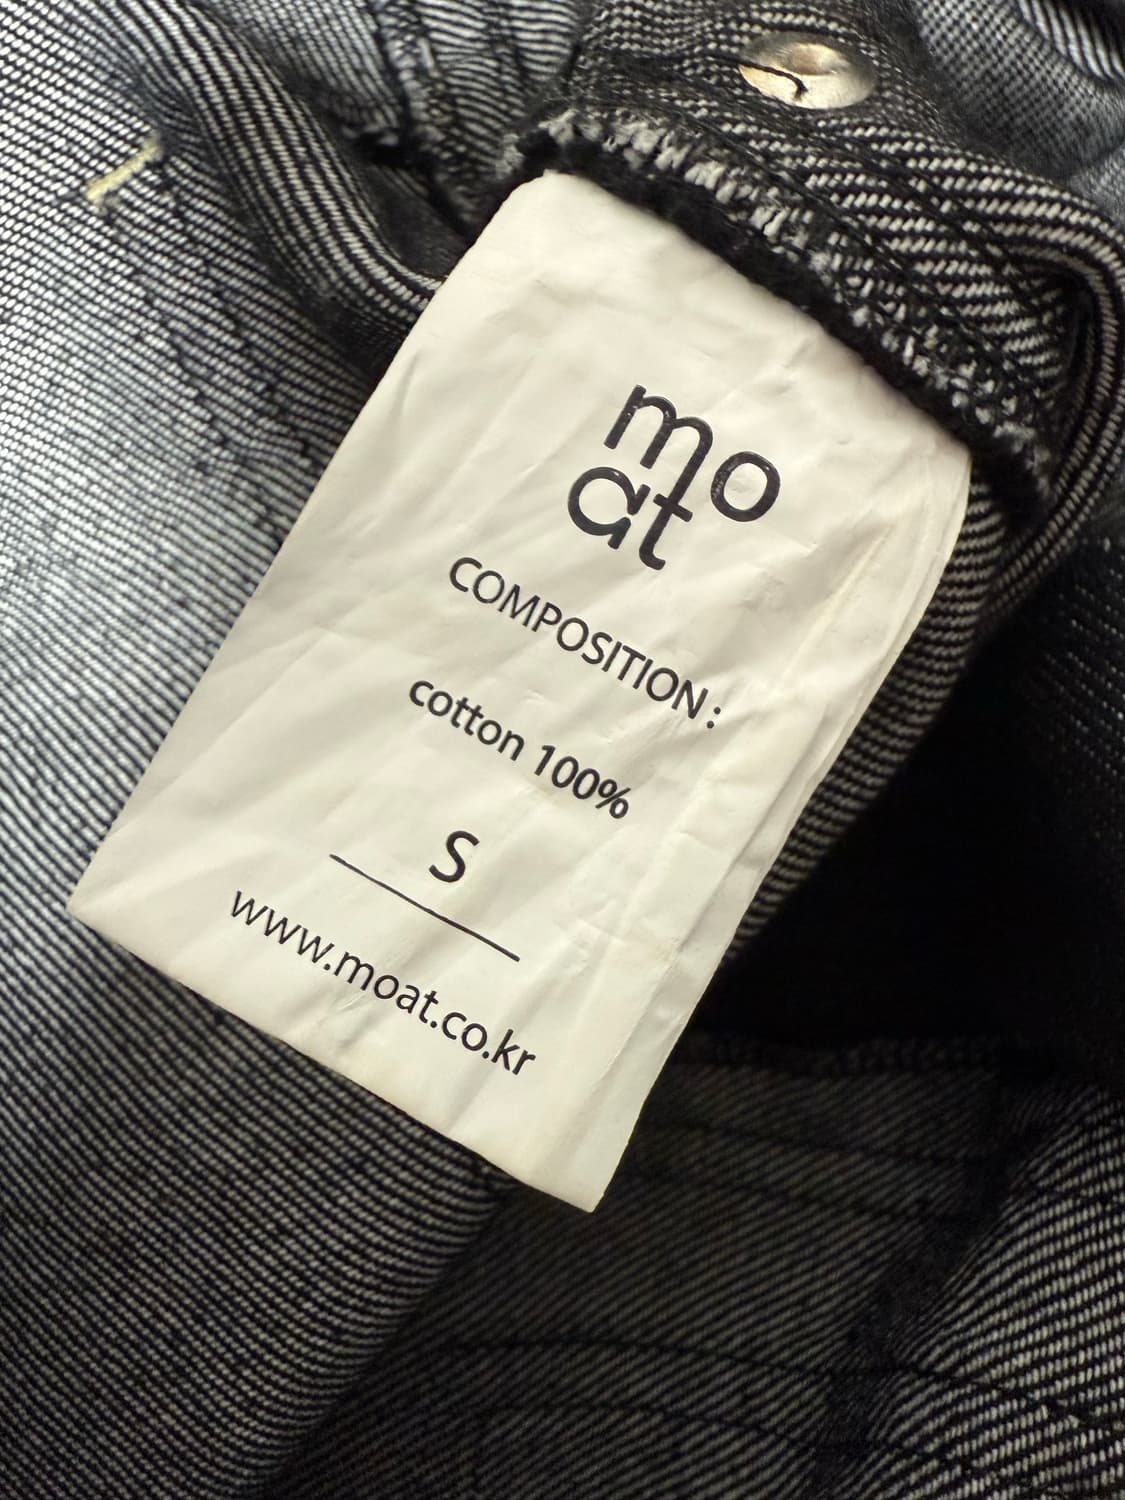 mo
at
COMPOSITION:
cotton 100%
S
www.moat.co.kr